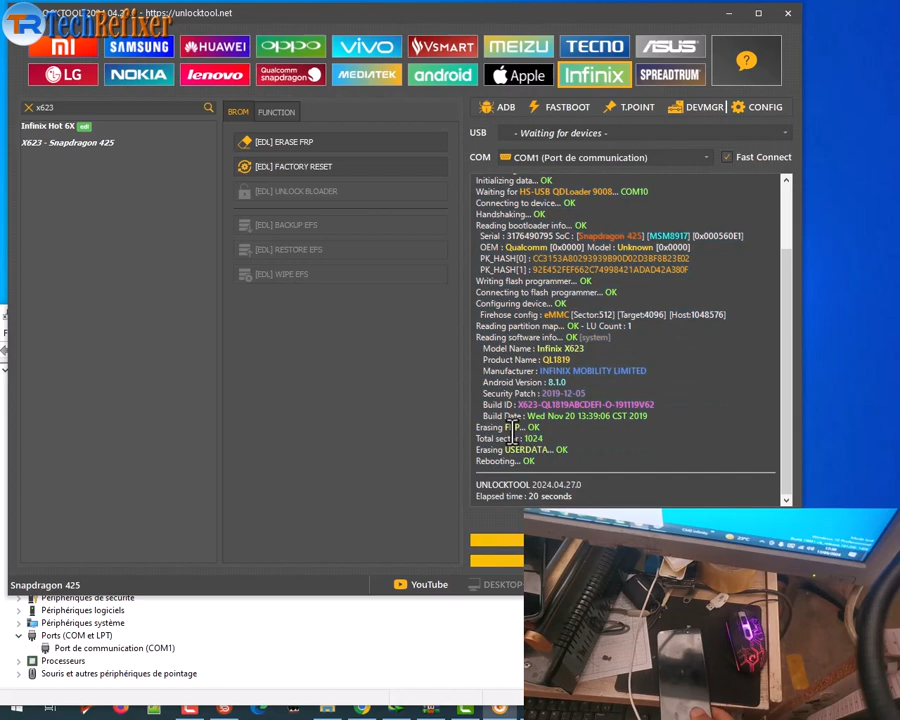 TechRefixer
LOCKTOOL 2024.04.27.0 - https://unlocktool.net
mi
SAMSUNG
HUAWEI
oppo
vivo
VSMART
MEIZU
TECNO
ASUS
?
LG
NOKIA
lenovo
Qualcomm snapdragon
MEDIATEK
android
Apple
Infinix
SPREADTRUM
x623
Infinix Hot 6X edl
X623 - Snapdragon 425
BROM
FUNCTION
[EDL] ERASE FRP
[EDL] FACTORY RESET
[EDL] UNLOCK BLOADER
[EDL] BACKUP EFS
[EDL] RESTORE EFS
[EDL] WIPE EFS
ADB
FASTBOOT
T.POINT
DEVMGR
CONFIG
USB - Waiting for devices -
COM COM1 (Port de communication) Fast Connect
Initializing data... OK
Waiting for HS-USB QDLoader 9008... COM10
Connecting to device... OK
Handshaking... OK
Reading bootloader info... OK
Serial : 3176490795 SoC : [Snapdragon 425] [MSM8917] [0x000560E1]
OEM : Qualcomm [0x0000] Model : Unknown [0x0000]
PK_HASH[0] : CC3153A80293939B90D02D3BF8B23E02
PK_HASH[1] : 92E452FEF662C74998421ADAD42A380F
Writing flash programmer... OK
Connecting to flash programmer... OK
Configuring device... OK
Firehose config : eMMC [Sector:512] [Target:4096] [Host:1048576]
Reading partition map... OK - LU Count : 1
Reading software info... OK [system]
Model Name : Infinix X623
Product Name : QL1819
Manufacturer : INFINIX MOBILITY LIMITED
Android Version : 8.1.0
Security Patch : 2019-12-05
Build ID : X623-QL1819ABCDEFI-O-191119V62
Build Date : Wed Nov 20 13:39:06 CST 2019
Erasing FRP... OK
Total sector : 1024
Erasing USERDATA... OK
Rebooting... OK
UNLOCKTOOL 2024.04.27.0
Elapsed time : 20 seconds
Snapdragon 425
YouTube
DESKTOP-
Périphériques de sécurité
Périphériques logiciels
Périphériques système
Ports (COM et LPT)
Port de communication (COM1)
Processeurs
Souris et autres périphériques de pointage